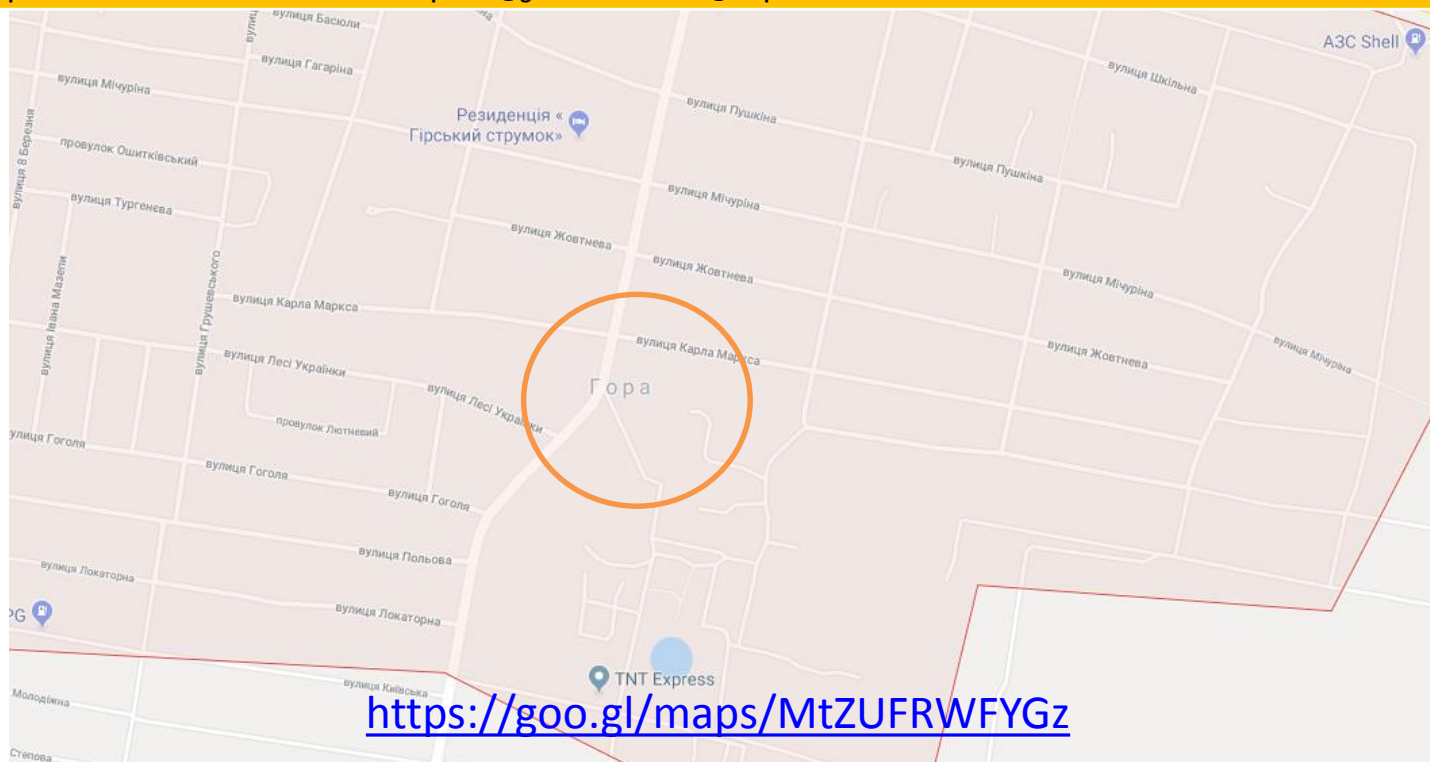 вулиця Басюли
АЗС Shell
вулиця Гагаріна
вулиця Шкільна
вулиця Мічуріна
вулиця Пушкіна
Резиденція «
Гірський струмок»
вулиця 8 Березня
провулок Ошитківський
вулиця Пушкіна
вулиця Тургенєва
вулиця Мічуріна
вулиця Жовтнева
вулиця Жовтнева
вулиця Івана Мазепи
вулиця Грушевського
вулиця Мічуріна
вулиця Карла Маркса
вулиця Карла Маркса
вулиця Жовтнева
вулиця Мічуріна
вулиця Лесі Українки
Гора
вулиця Лесі Українки
провулок Лютневий
улиця Гоголя
вулиця Гоголя
вулиця Гоголя
вулиця Польова
вулиця Локаторна
PG
вулиця Локаторна
TNT Express
вулиця Київська
Молодіжна
https://goo.gl/maps/MtZUFRWFYGz
Степова